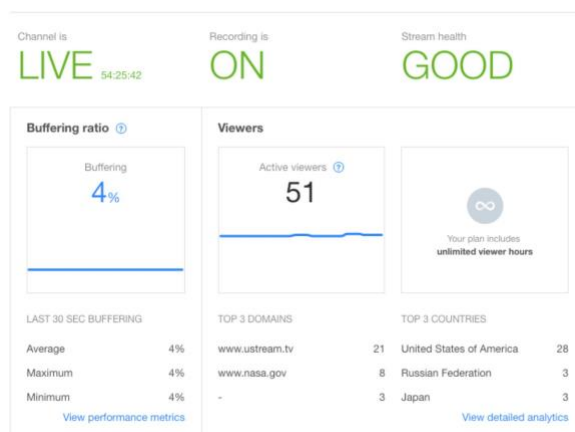 Channel is
LIVE 54:25:42
Recording is
ON
Stream health
GOOD
Buffering ratio ?
Buffering
4%
LAST 30 SEC BUFFERING
Average 4%
Maximum 4%
Minimum 4%
View performance metrics
Viewers
Active viewers ?
51
Your plan includes
unlimited viewer hours
TOP 3 DOMAINS
www.ustream.tv 21
www.nasa.gov 8
- 3
TOP 3 COUNTRIES
United States of America 28
Russian Federation 3
Japan 3
View detailed analytics